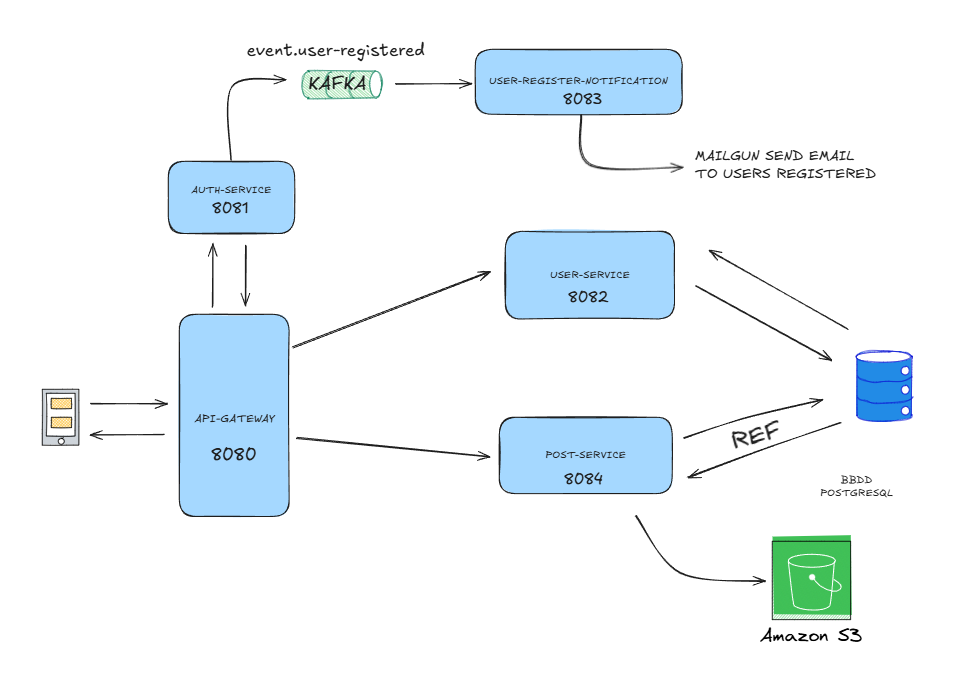 event.user-registered
KAFKA
USER-REGISTER-NOTIFICATION
8083
MAILGUN SEND EMAIL
TO USERS REGISTERED
AUTH-SERVICE
8081
USER-SERVICE
8082
API-GATEWAY
8080
POST-SERVICE
8084
REF
BBDD
POSTGRESQL
Amazon S3